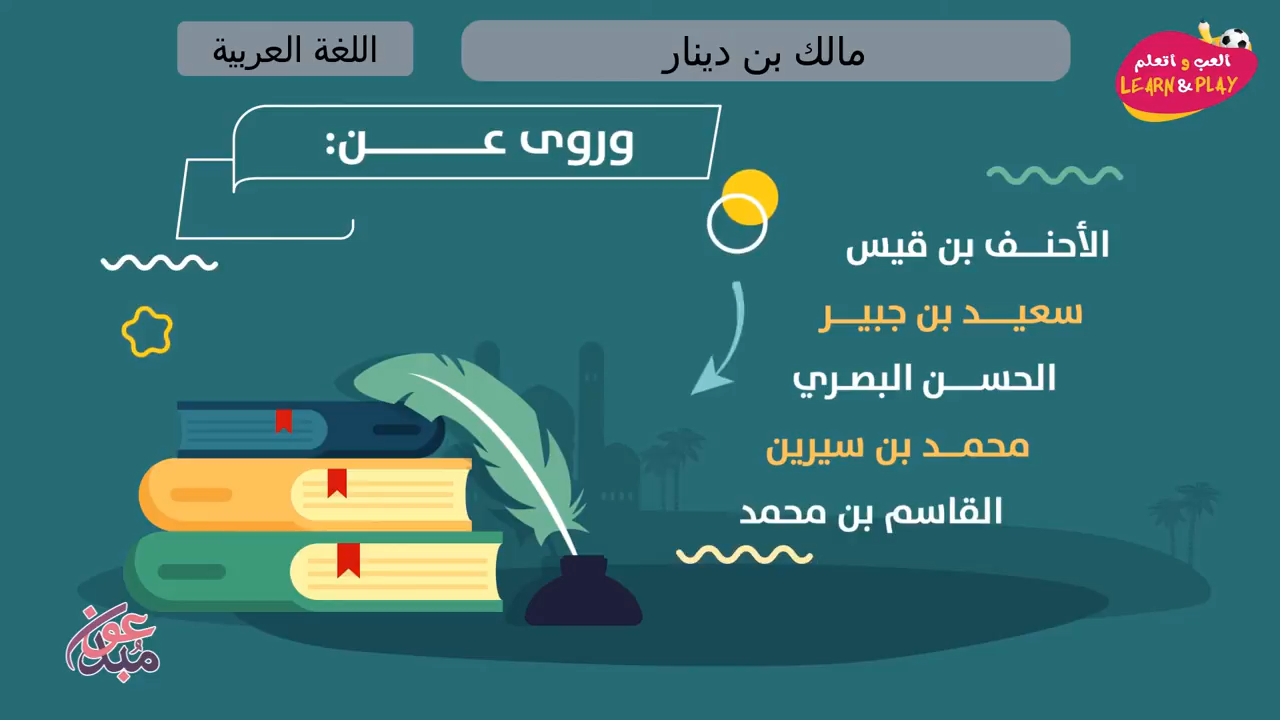 مالك بن دينار
اللغة العربية
العب و أتعلم
LEARN & PLAY
وروى عن:
الأحنف بن قيس
سعيد بن جبير
الحسن البصري
محمد بن سيرين
القاسم بن محمد
مبدعون